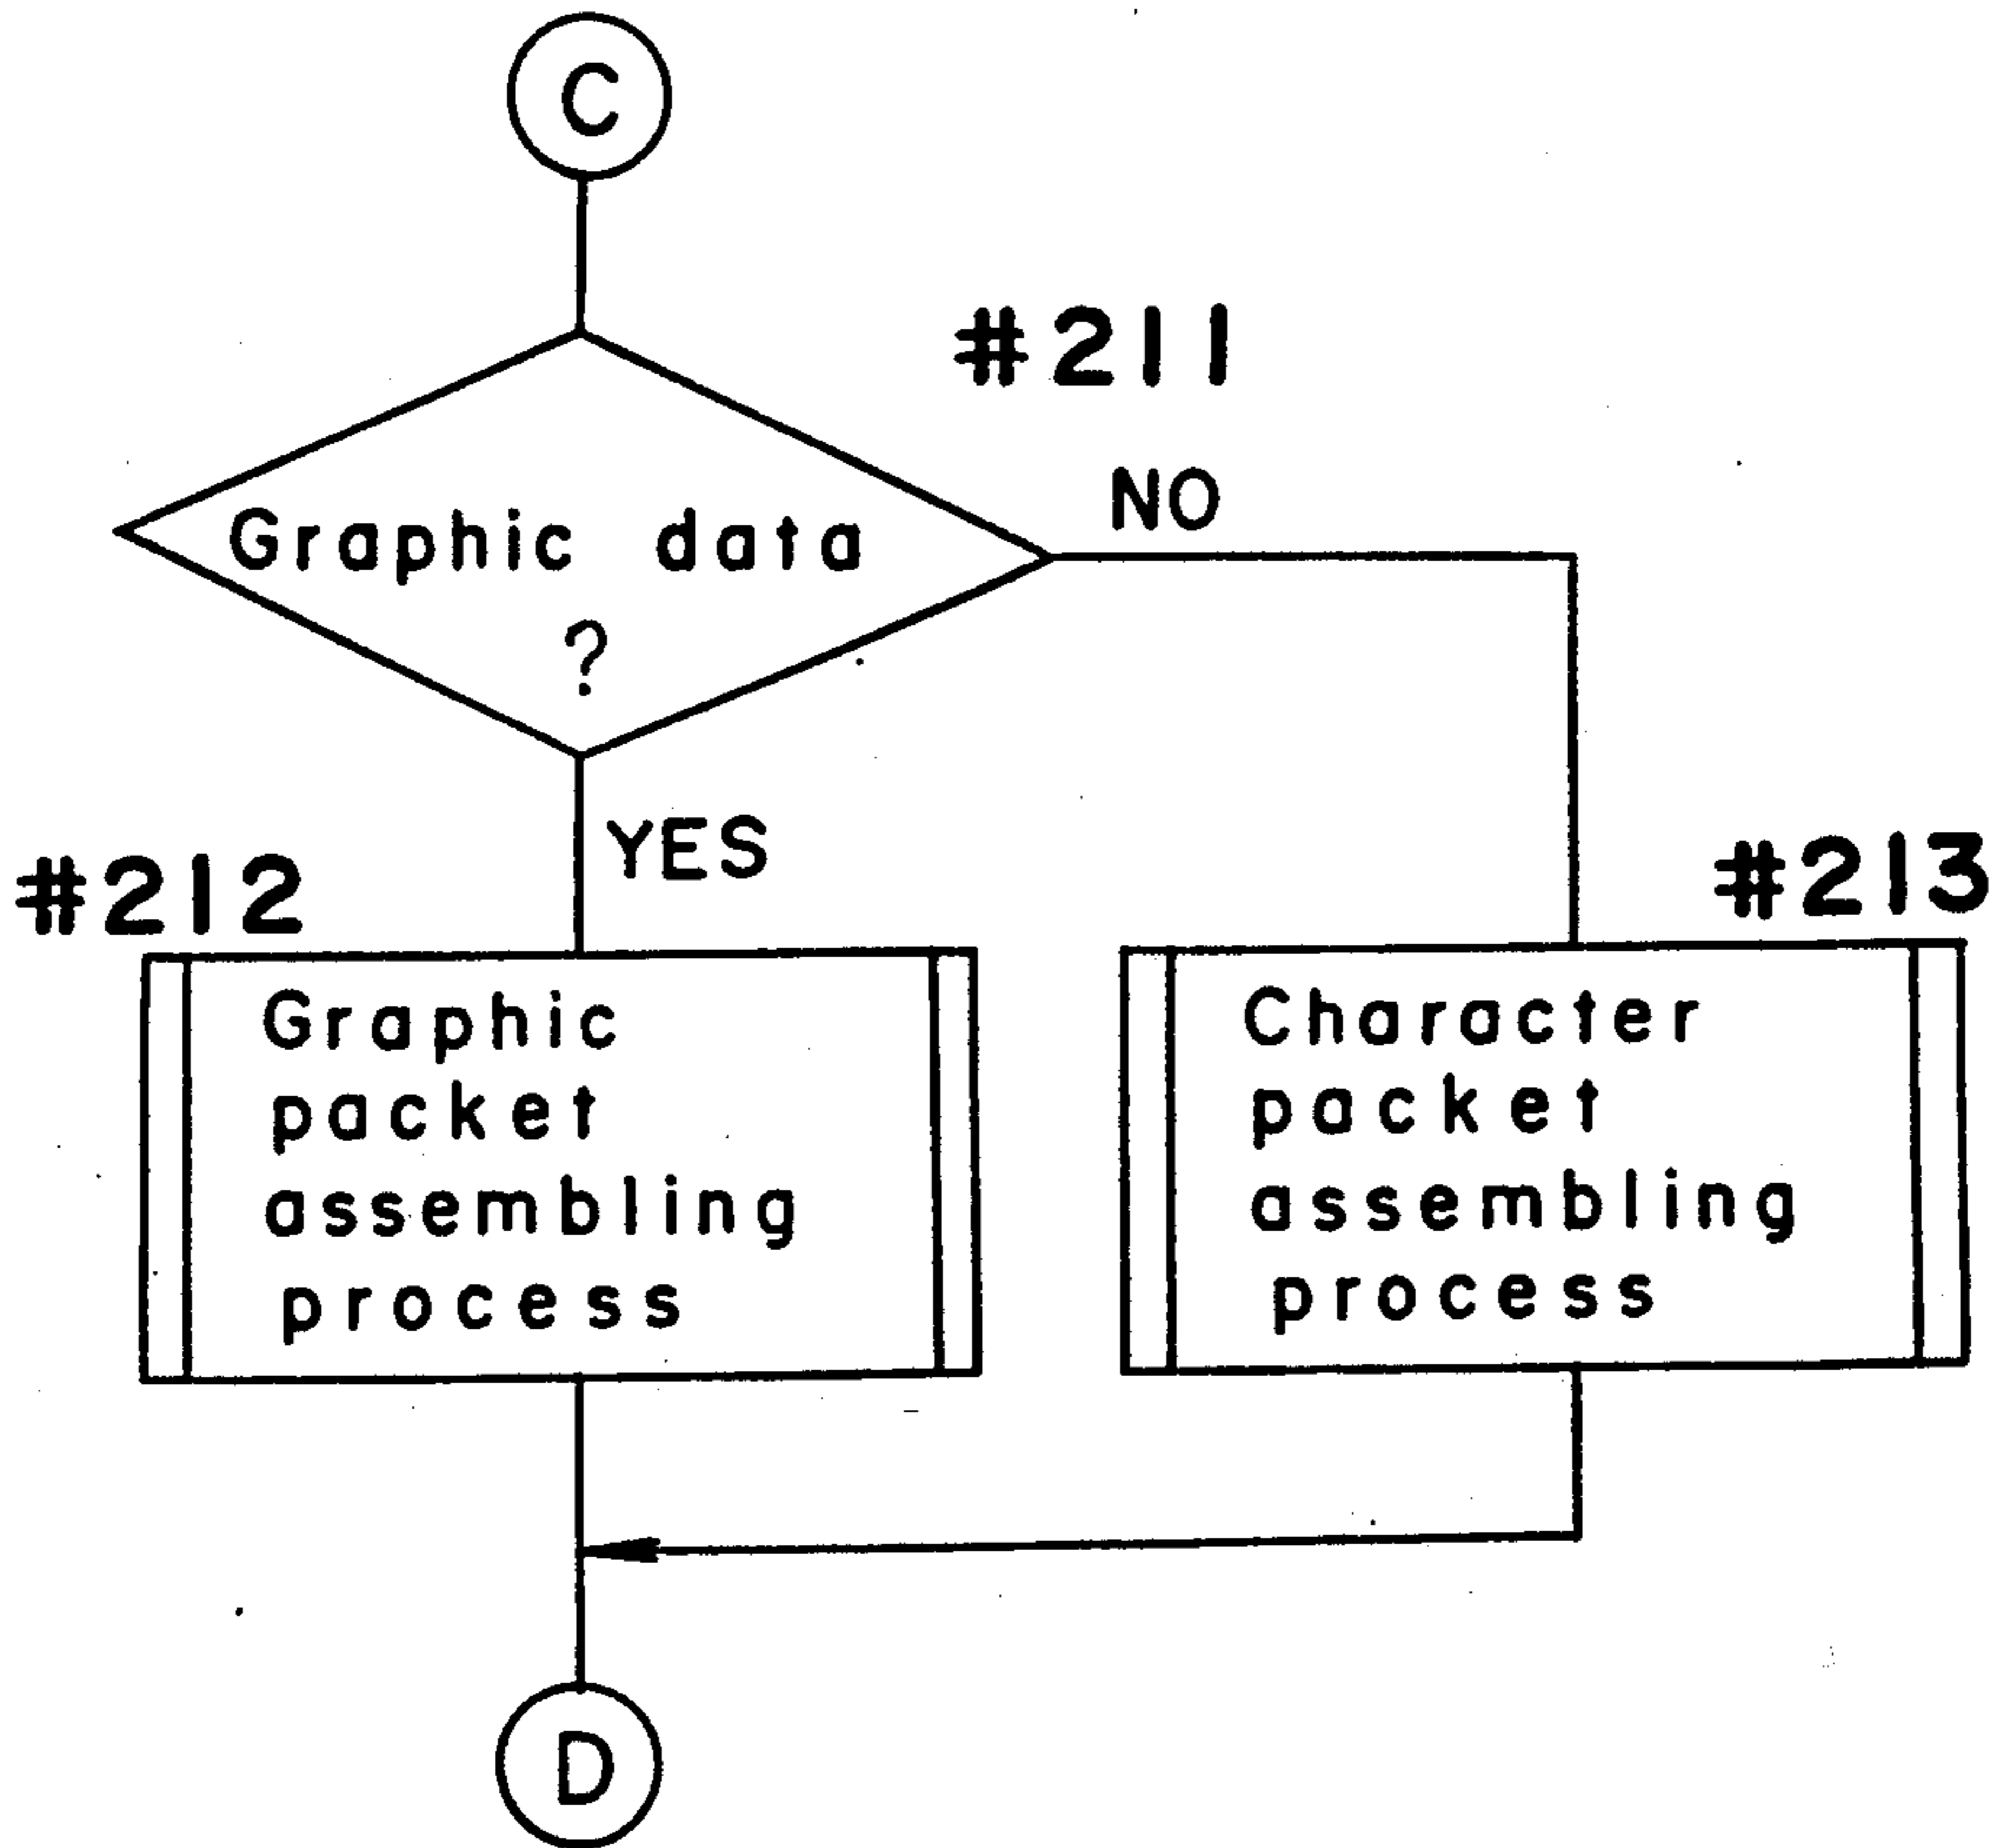 C
#211
Graphic data
?
NO
YES
#212
Graphic
packet
assembling
process
#213
Character
packet
assembling
process
D